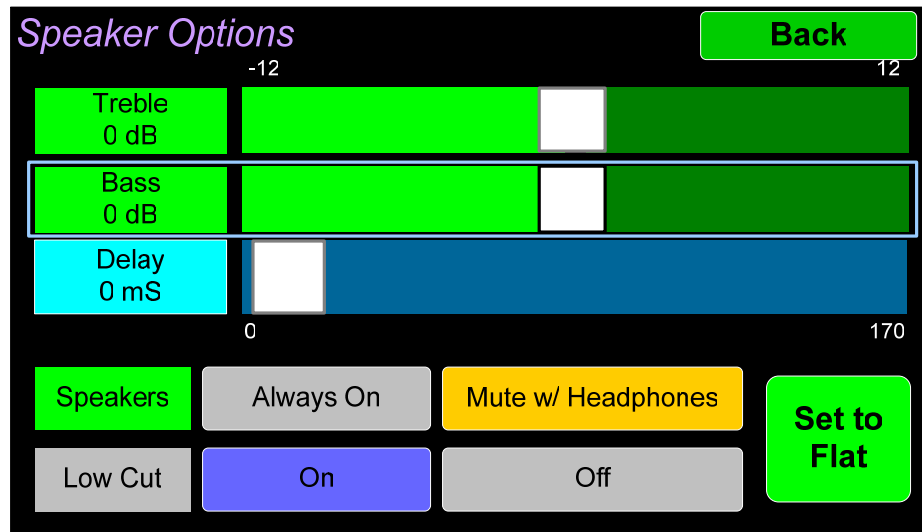 Speaker Options
Back
-12
12
Treble
0 dB
Bass
0 dB
Delay
0 mS
0
170
Speakers
Always On
Mute w/ Headphones
Set to
Flat
Low Cut
On
Off